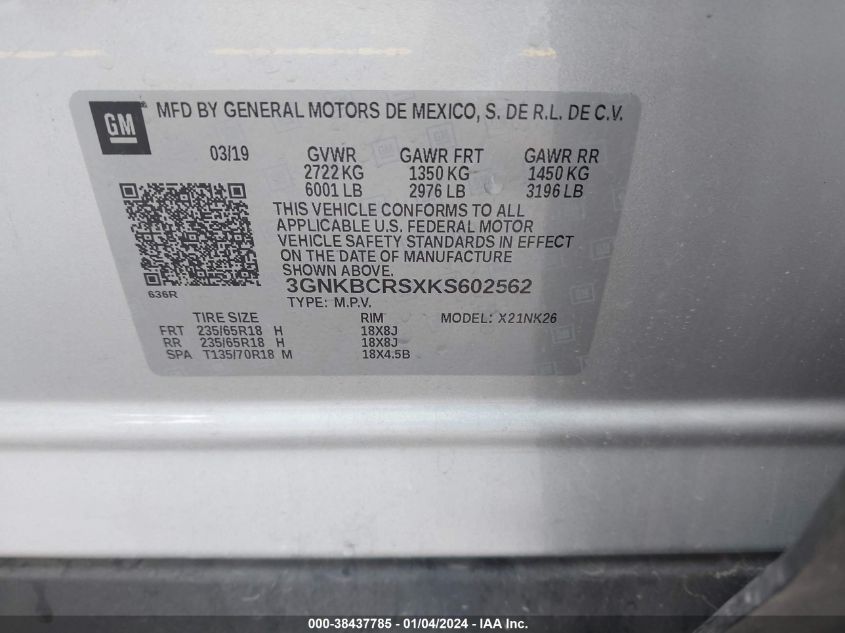 GM
MFD BY GENERAL MOTORS DE MEXICO, S. DE R.L. DE C.V.
03/19 GVWR GAWR FRT GAWR RR
2722 KG 1350 KG 1450 KG
6001 LB 2976 LB 3196 LB
THIS VEHICLE CONFORMS TO ALL
APPLICABLE U.S. FEDERAL MOTOR
VEHICLE SAFETY STANDARDS IN EFFECT
ON THE DATE OF MANUFACTURE
SHOWN ABOVE.
3GNKBCRSXKS602562
636R
TYPE: M.P.V.
TIRE SIZE RIM MODEL: X21NK26
FRT 235/65R18 H 18X8J
RR 235/65R18 H 18X8J
SPA T135/70R18 M 18X4.5B
000-38437785 - 01/04/2024 - IAA Inc.